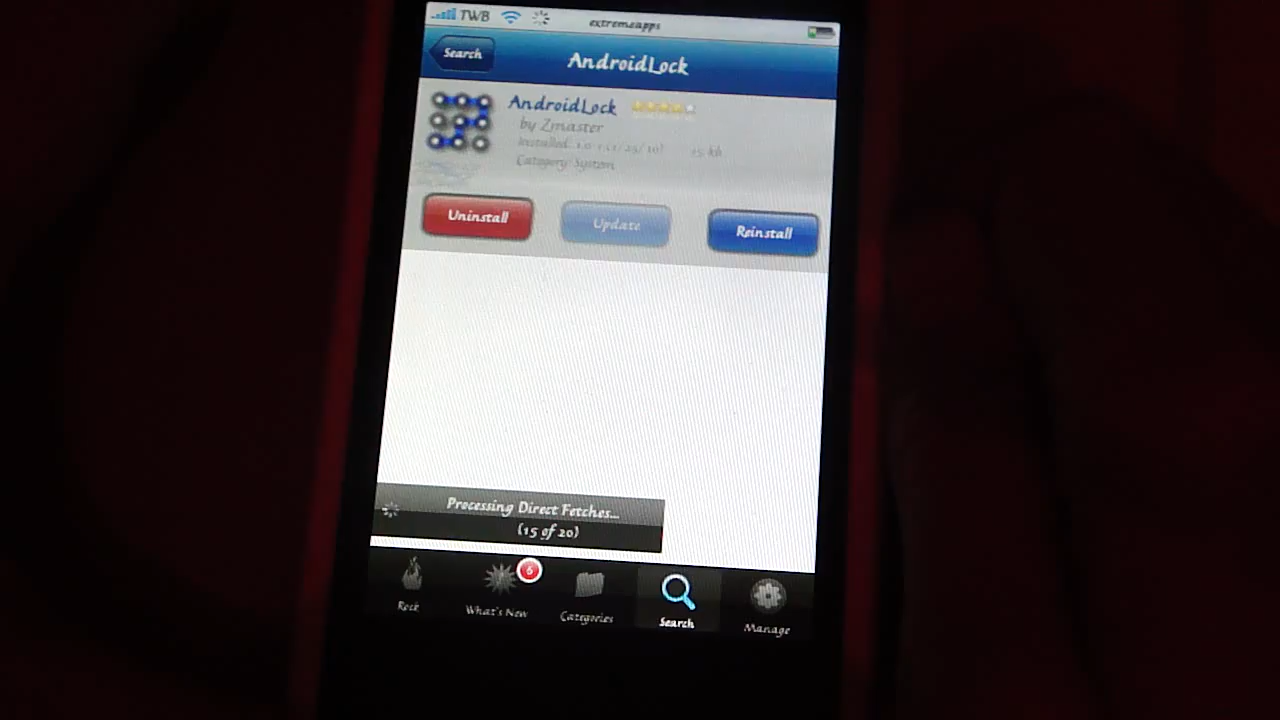 TWB
extremeapps
Search
AndroidLock
AndroidLock
by Zmaster
Installed:
Category: System
Uninstall
Update
Reinstall
Processing Direct Fetches...
(15 of 20)
6
Rock
What's New
Categories
Search
Manage